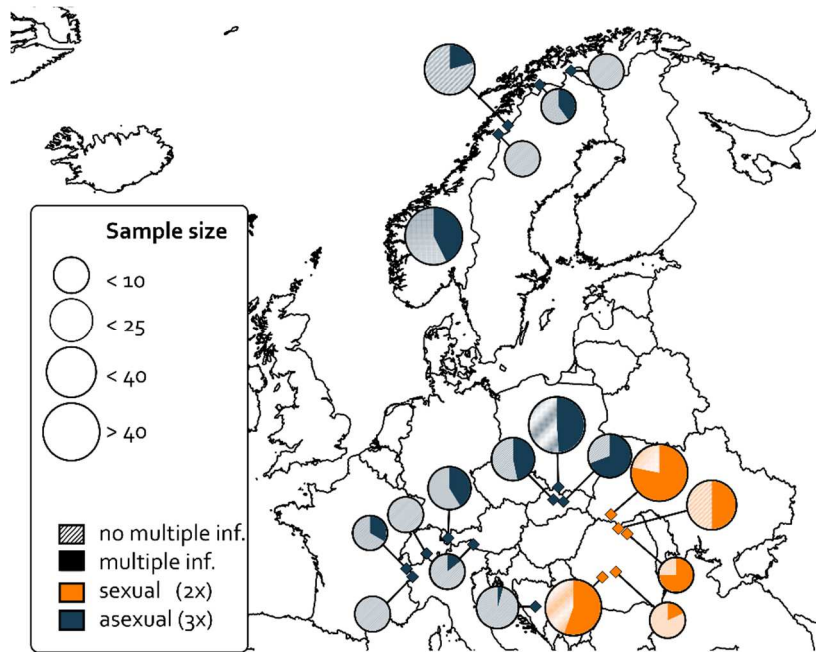 Sample size
< 10
< 25
< 40
> 40
no multiple inf.
multiple inf.
sexual (2x)
asexual (3x)